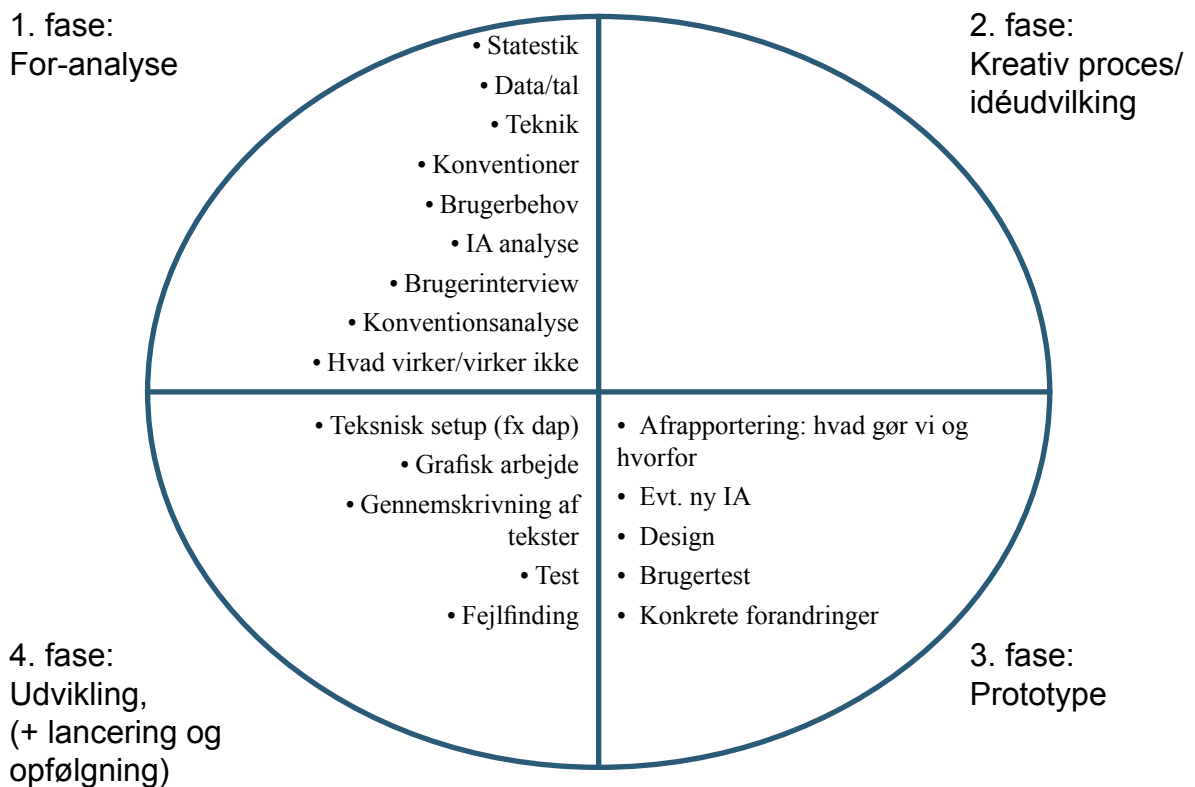 1. fase:
For-analyse
• Statestik
• Data/tal
• Teknik
• Konventioner
• Brugerbehov
• IA analyse
• Brugerinterview
• Konventionsanalyse
• Hvad virker/virker ikke
2. fase:
Kreativ proces/
idéudvilking
• Afrapportering: hvad gør vi og
hvorfor
• Evt. ny IA
• Design
• Brugertest
• Konkrete forandringer
3. fase:
Prototype
• Teksnisk setup (fx dap)
• Grafisk arbejde
• Gennemskrivning af
tekster
• Test
• Fejlfinding
4. fase:
Udvikling,
(+ lancering og
opfølgning)